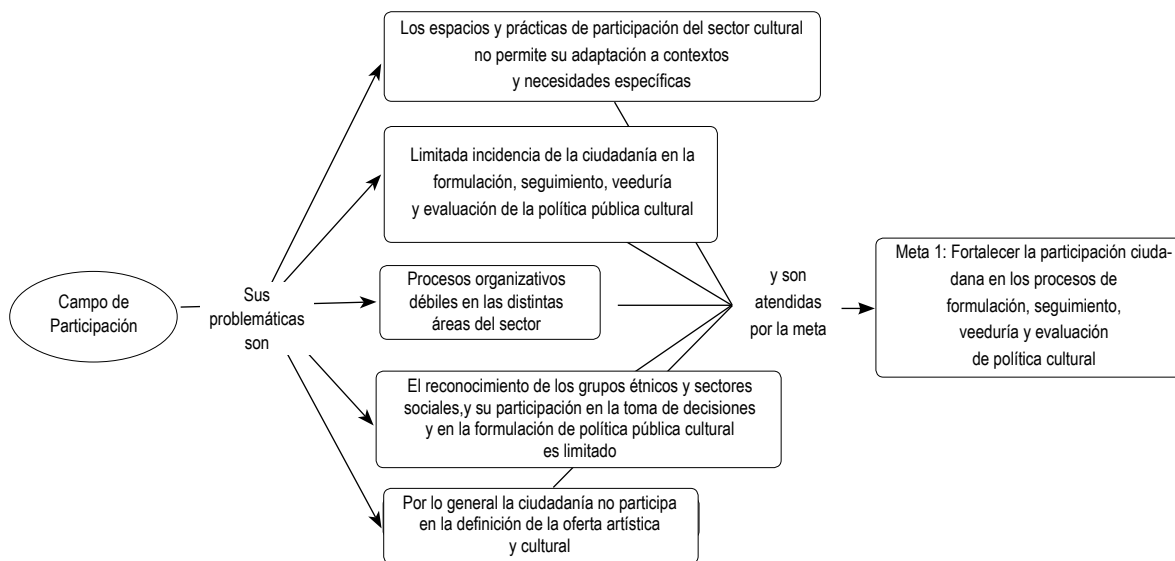 Campo de
Participación
Sus
problemáticas
son
Los espacios y prácticas de participación del sector cultural
no permite su adaptación a contextos
y necesidades específicas
Limitada incidencia de la ciudadanía en la
formulación, seguimiento, veeduría
y evaluación de la política pública cultural
Procesos organizativos
débiles en las distintas
áreas del sector
El reconocimiento de los grupos étnicos y sectores
sociales,y su participación en la toma de decisiones
y en la formulación de política pública cultural
es limitado
Por lo general la ciudadanía no participa
en la definición de la oferta artística
y cultural
y son
atendidas
por la meta
Meta 1: Fortalecer la participación ciuda-
dana en los procesos de
formulación, seguimiento,
veeduría y evaluación
de política cultural